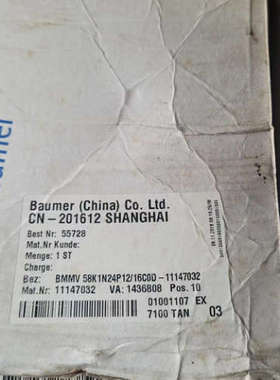 Baumer (China) Co. Ltd.
CN - 201612 SHANGHAI
Best Nr: 55728
Mat.Nr Kunde:
Menge: 1 ST
Charge:
Bez: BMMV 58K1N24P12/16C0D - 11147032
Mat.Nr: 11147032 VA: 1436808 Pos. 10
01001107 EX
7100 TAN 03